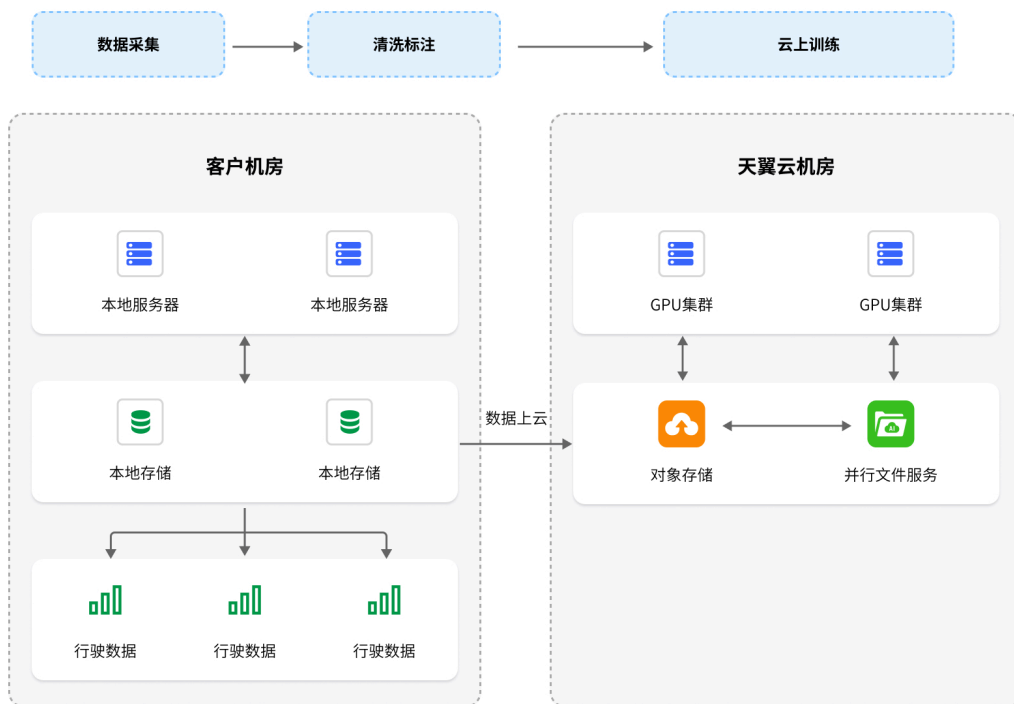 数据采集
清洗标注
云上训练
客户机房
天翼云机房
本地服务器
本地服务器
GPU集群
GPU集群
数据上云
本地存储
本地存储
对象存储
并行文件服务
AI
行驶数据
行驶数据
行驶数据